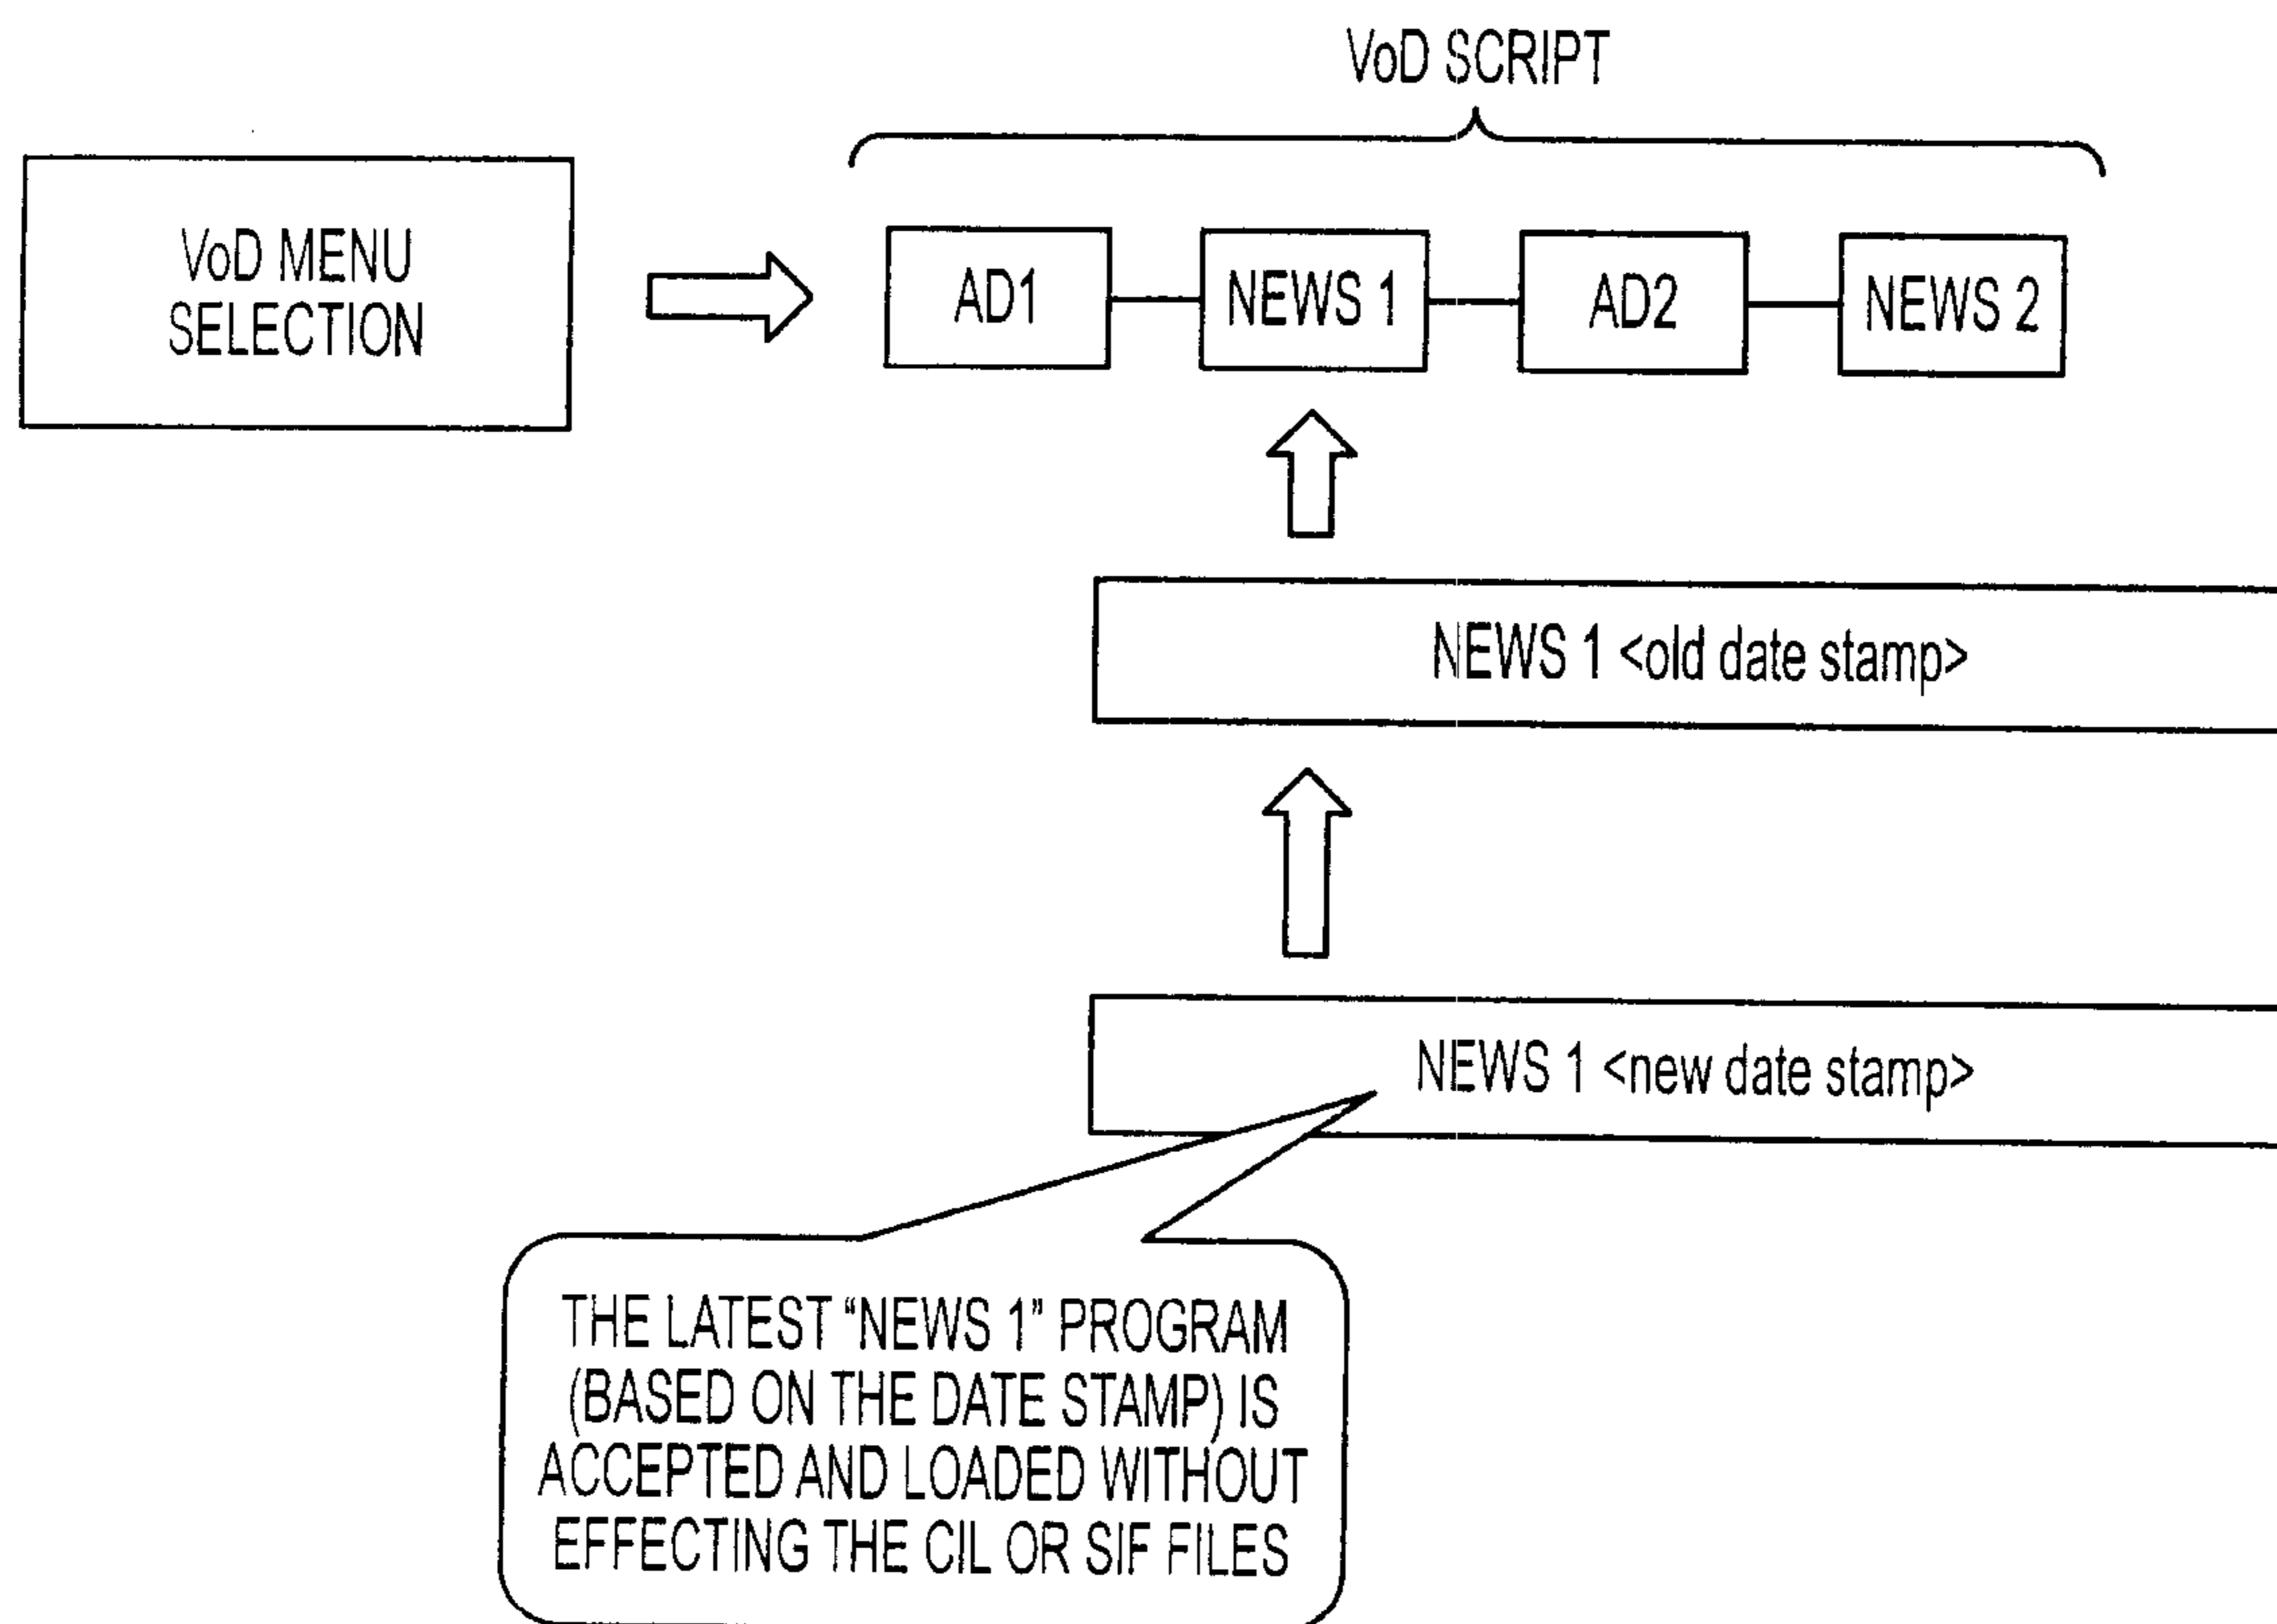 VoD SCRIPT
VoD MENU
SELECTION
AD1
NEWS 1
AD2
NEWS 2
NEWS 1 <old date stamp>
NEWS 1 <new date stamp>
THE LATEST “NEWS 1” PROGRAM
(BASED ON THE DATE STAMP) IS
ACCEPTED AND LOADED WITHOUT
EFFECTING THE CIL OR SIF FILES